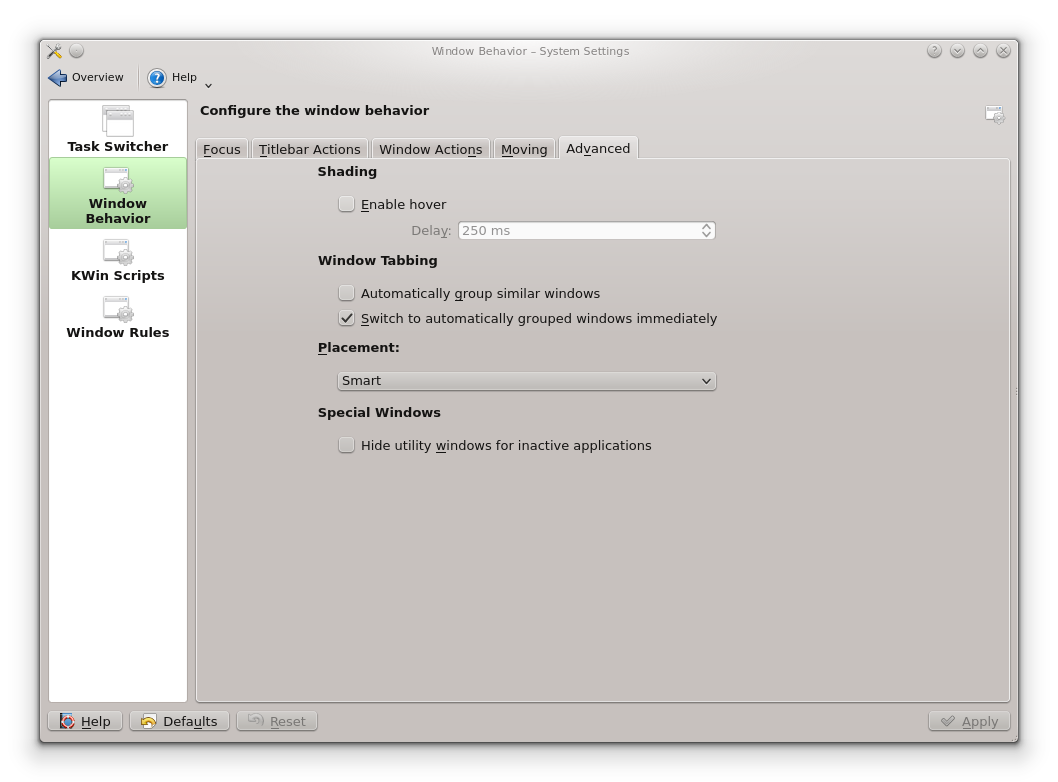 Window Behavior – System Settings
Overview
Help
Configure the window behavior
Task Switcher
Window
Behavior
KWin Scripts
Window Rules
Focus
Titlebar Actions
Window Actions
Moving
Advanced
Shading
Enable hover
Delay: 250 ms
Window Tabbing
Automatically group similar windows
Switch to automatically grouped windows immediately
Placement:
Smart
Special Windows
Hide utility windows for inactive applications
Help
Defaults
Reset
Apply